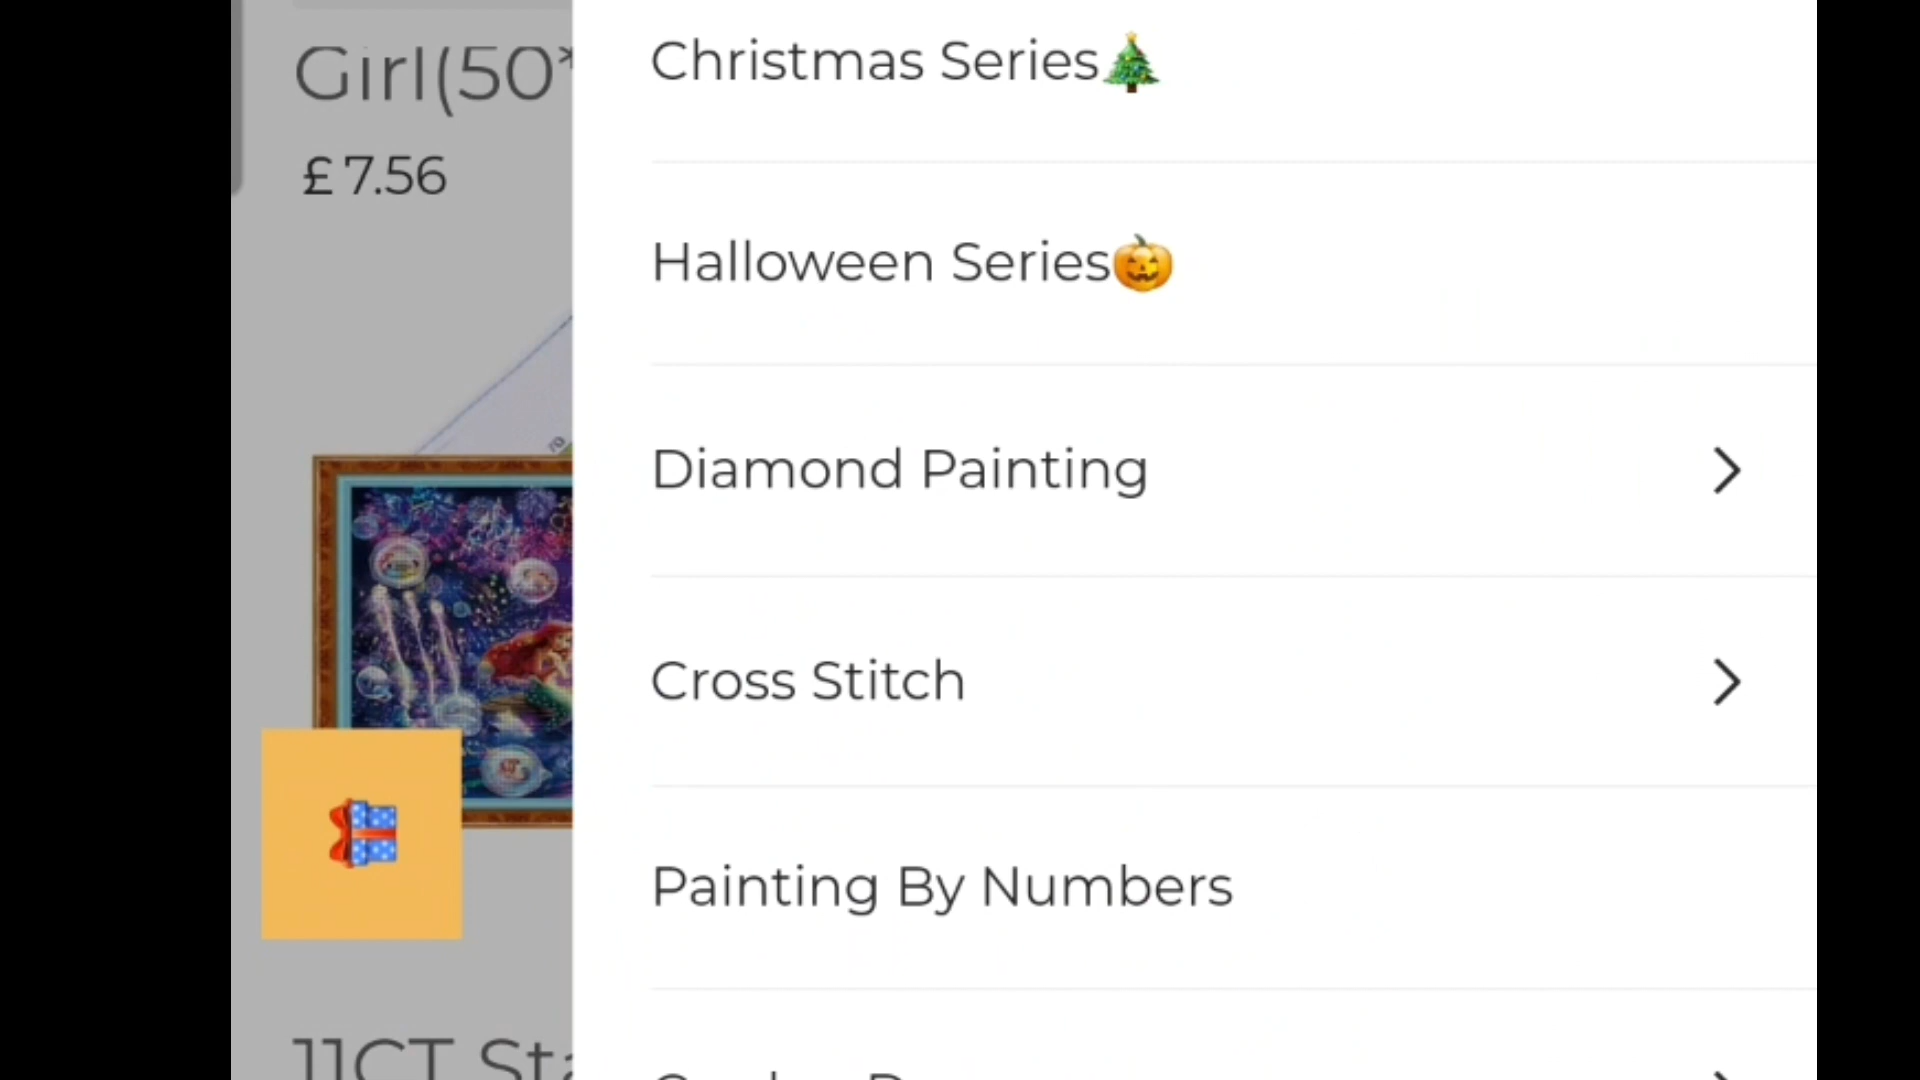 Girl(50*
£7.56
11CT St
Christmas Series🎄
Halloween Series🎃
Diamond Painting
Cross Stitch
Painting By Numbers